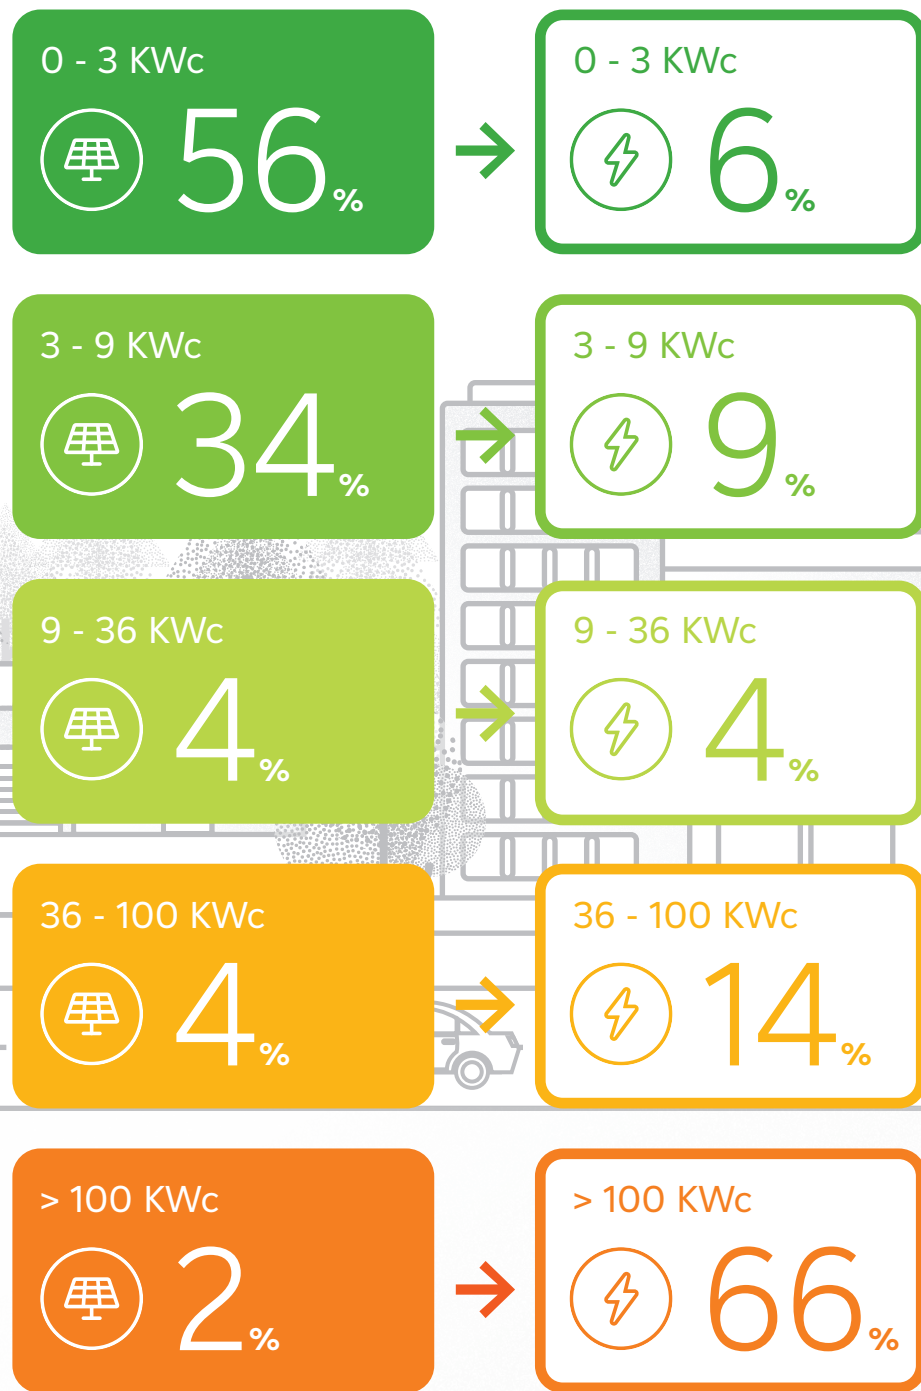 0 - 3 KWc
56%
0 - 3 KWc
6%
3 - 9 KWc
34%
3 - 9 KWc
9%
9 - 36 KWc
4%
9 - 36 KWc
4%
36 - 100 KWc
4%
36 - 100 KWc
14%
> 100 KWc
2%
> 100 KWc
66%